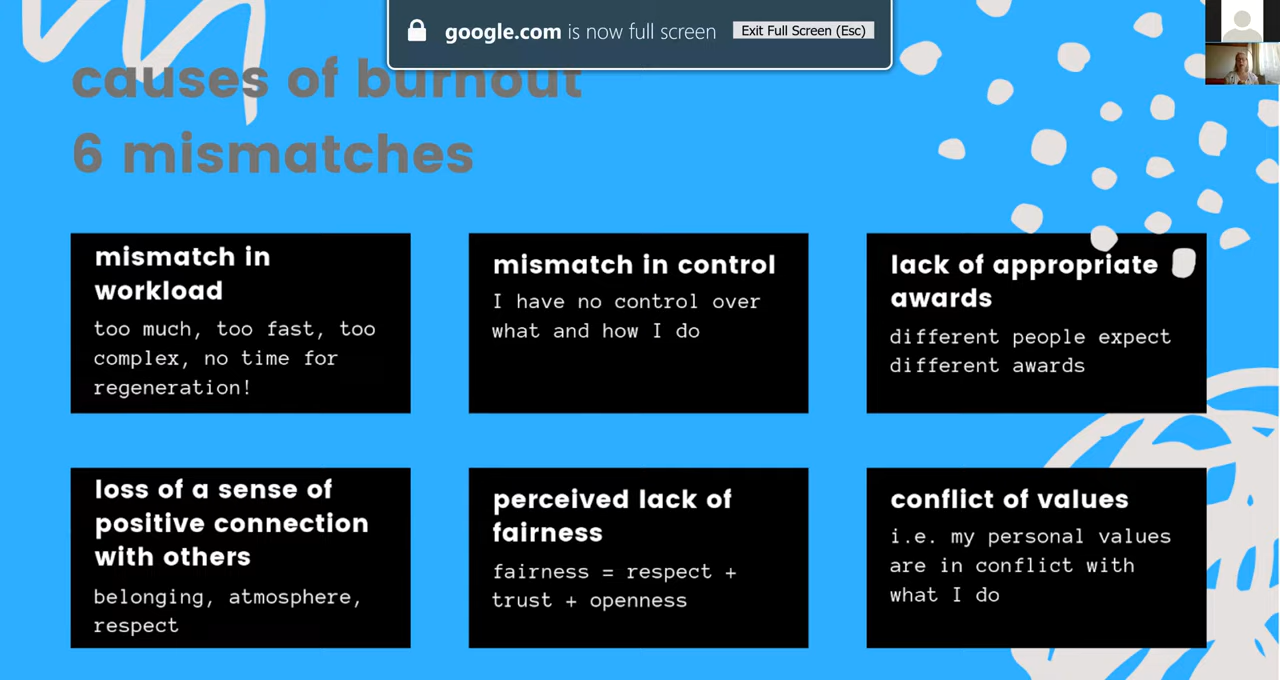 google.com is now full screen Exit Full Screen (Esc)
causes of burnout
6 mismatches
mismatch in
workload
too much, too fast, too
complex, no time for
regeneration!
mismatch in control
I have no control over
what and how I do
lack of appropriate
awards
different people expect
different awards
loss of a sense of
positive connection
with others
belonging, atmosphere,
respect
perceived lack of
fairness
fairness = respect +
trust + openness
conflict of values
i.e. my personal values
are in conflict with
what I do